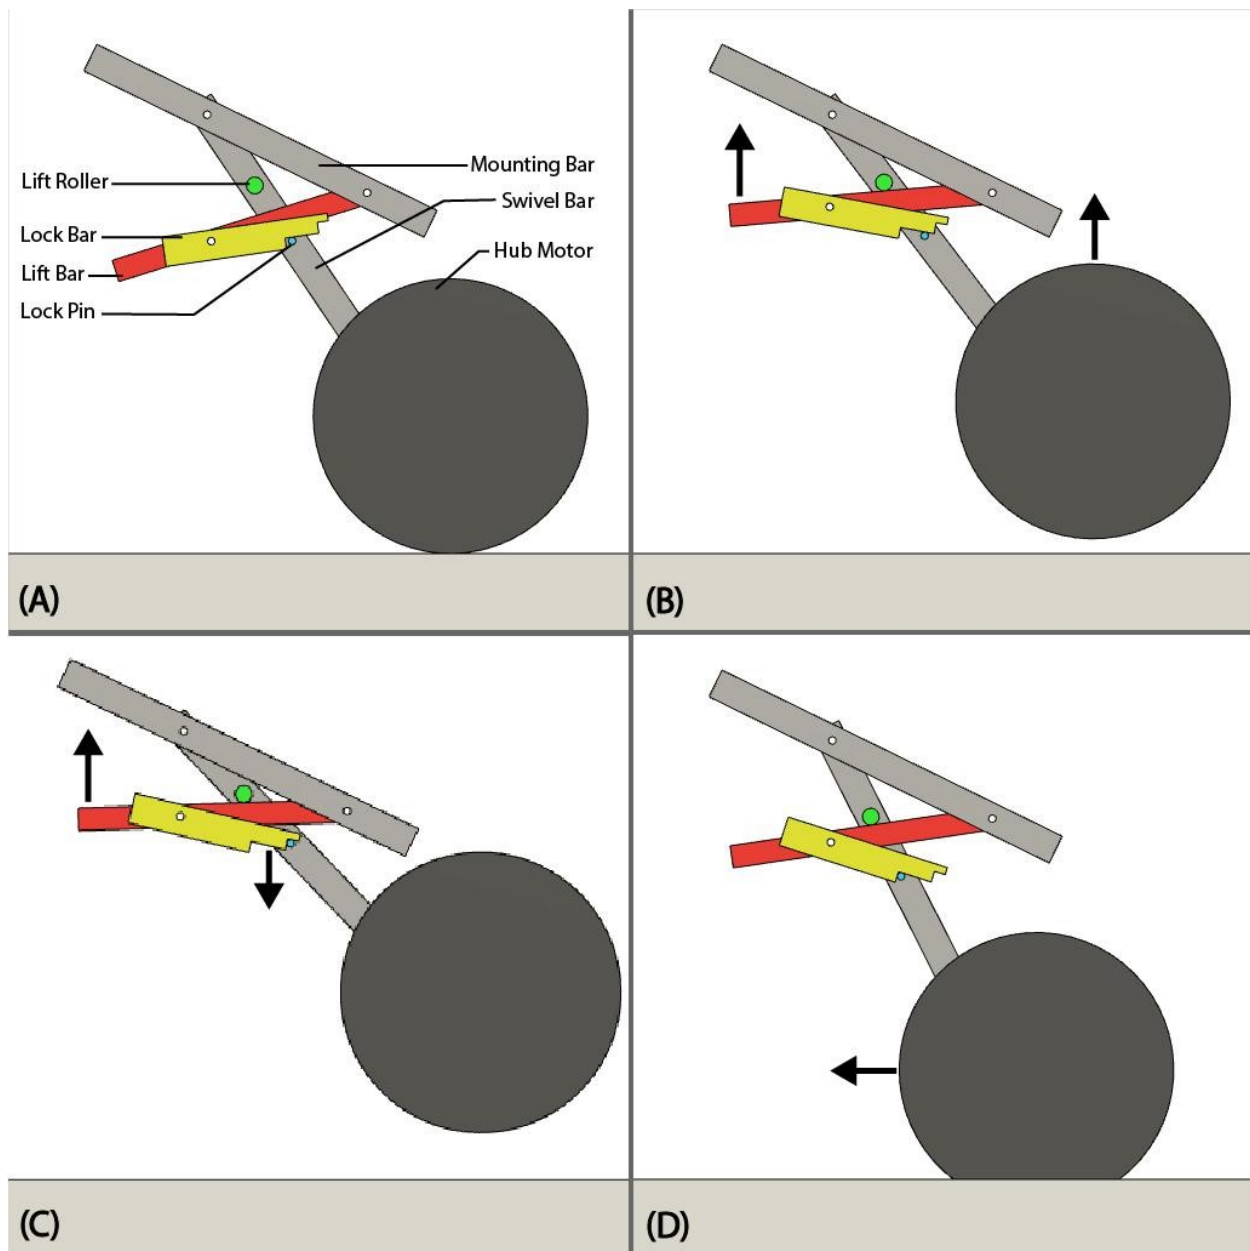 Mounting Bar
Lift Roller
Swivel Bar
Lock Bar
Hub Motor
Lift Bar
Lock Pin
(A)
(B)
(C)
(D)